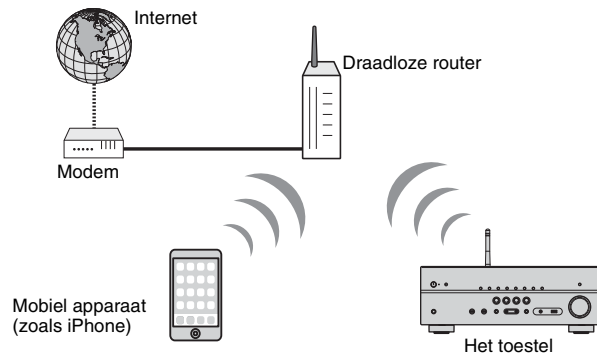 Internet
Draadloze router
Modem
Mobiel apparaat
(zoals iPhone)
Het toestel